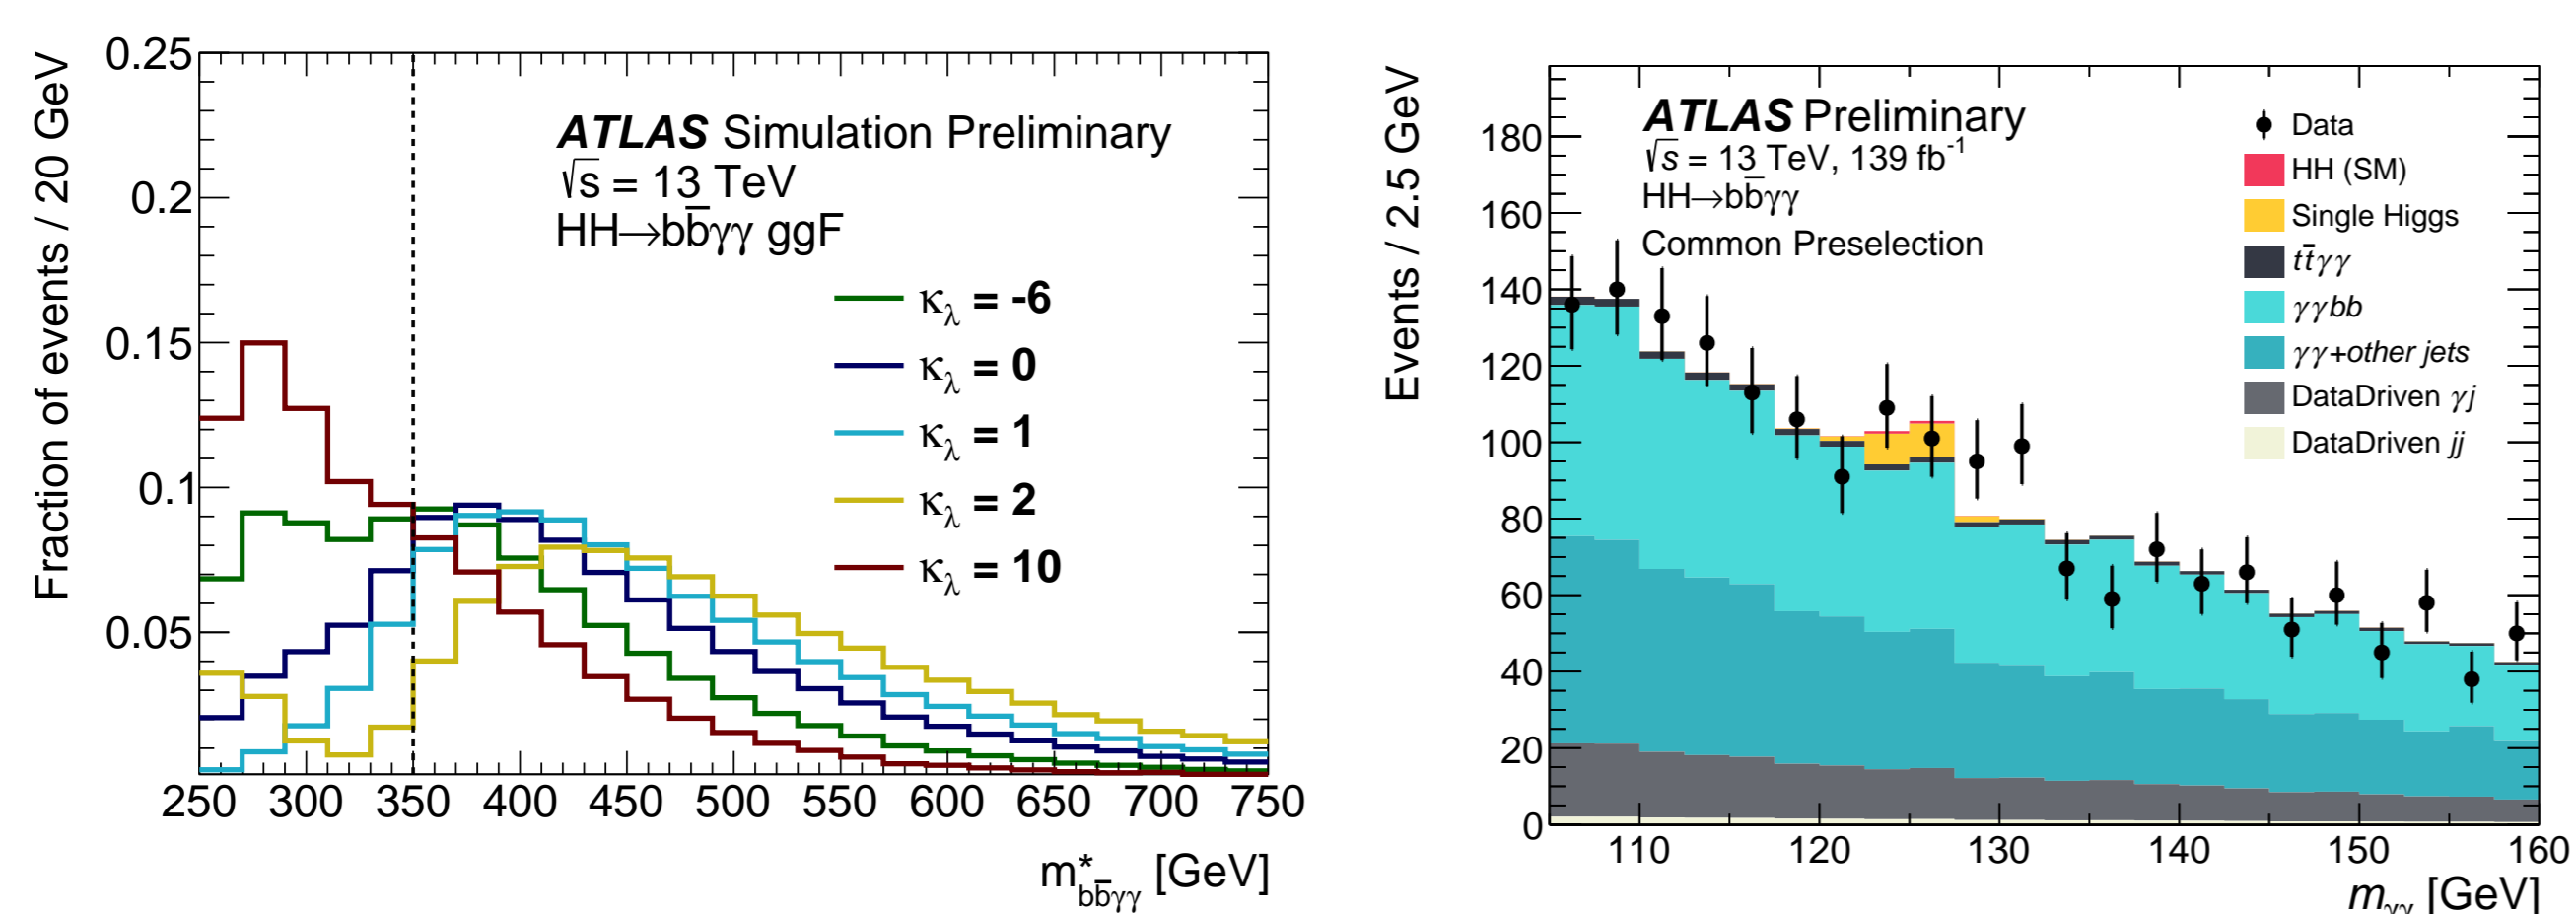 Fraction of events / 20 GeV
0.25
0.2
0.15
0.1
0.05
ATLAS Simulation Preliminary
√s = 13 TeV
HH→bb̅γγ ggF
κλ = -6
κλ = 0
κλ = 1
κλ = 2
κλ = 10
250 300 350 400 450 500 550 600 650 700 750
m*bb̅γγ [GeV]
Events / 2.5 GeV
180
160
140
120
100
80
60
40
20
0
ATLAS Preliminary
√s = 13 TeV, 139 fb-1
HH→bb̅γγ
Common Preselection
Data
HH (SM)
Single Higgs
tt̅γγ
γγbb
γγ+other jets
DataDriven γj
DataDriven jj
110 120 130 140 150 160
mγγ [GeV]